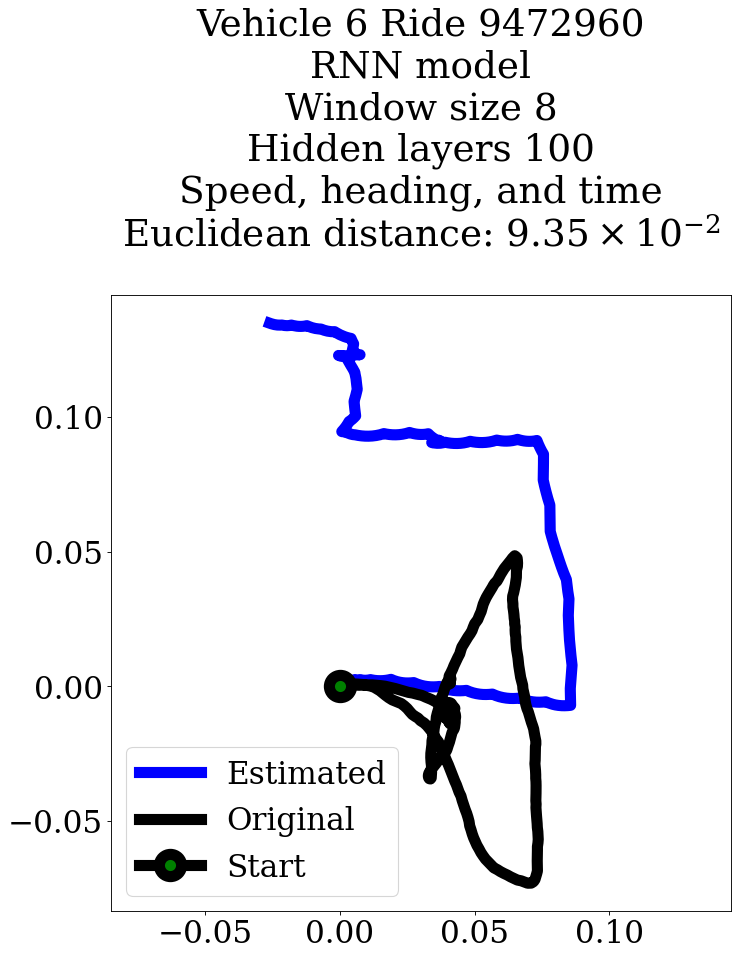 Vehicle 6 Ride 9472960
RNN model
Window size 8
Hidden layers 100
Speed, heading, and time
Euclidean distance: 9.35 × 10⁻²
0.10
0.05
0.00
−0.05
Estimated
Original
Start
−0.05 0.00 0.05 0.10